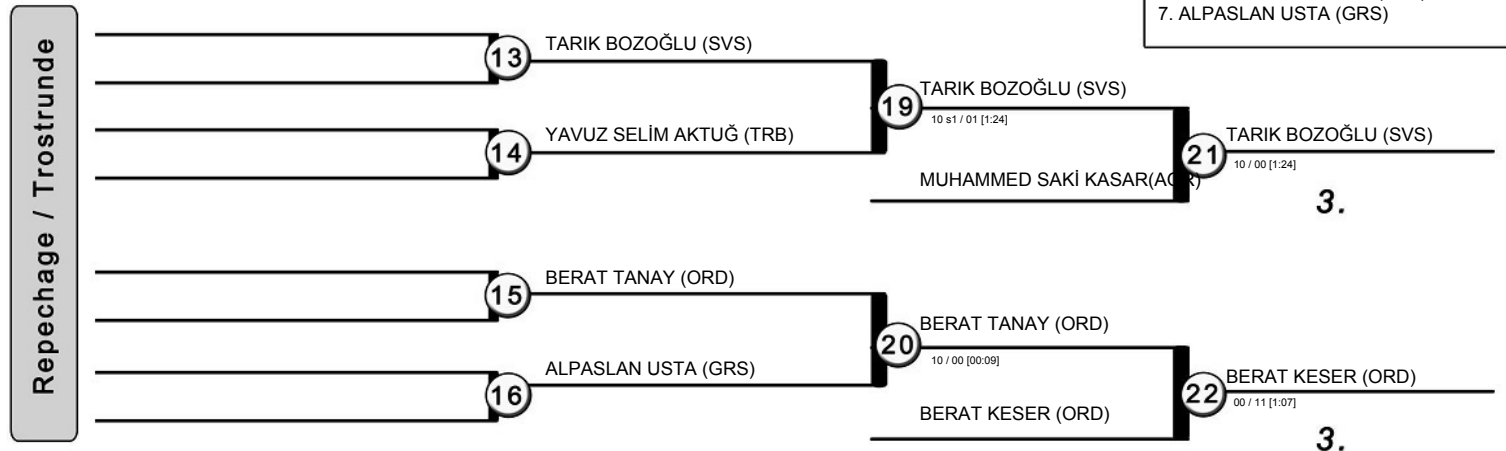 7. ALPASLAN USTA (GRS)
Repechage / Trostrunde
13
TARIK BOZOĞLU (SVS)
14
YAVUZ SELİM AKTUĞ (TRB)
19
TARIK BOZOĞLU (SVS)
10 s1 / 01 [1:24]
MUHAMMED SAKİ KASAR(AGR)
21
TARIK BOZOĞLU (SVS)
10 / 00 [1:24]
3.
15
BERAT TANAY (ORD)
16
ALPASLAN USTA (GRS)
20
BERAT TANAY (ORD)
10 / 00 [00:09]
BERAT KESER (ORD)
22
BERAT KESER (ORD)
00 / 11 [1:07]
3.